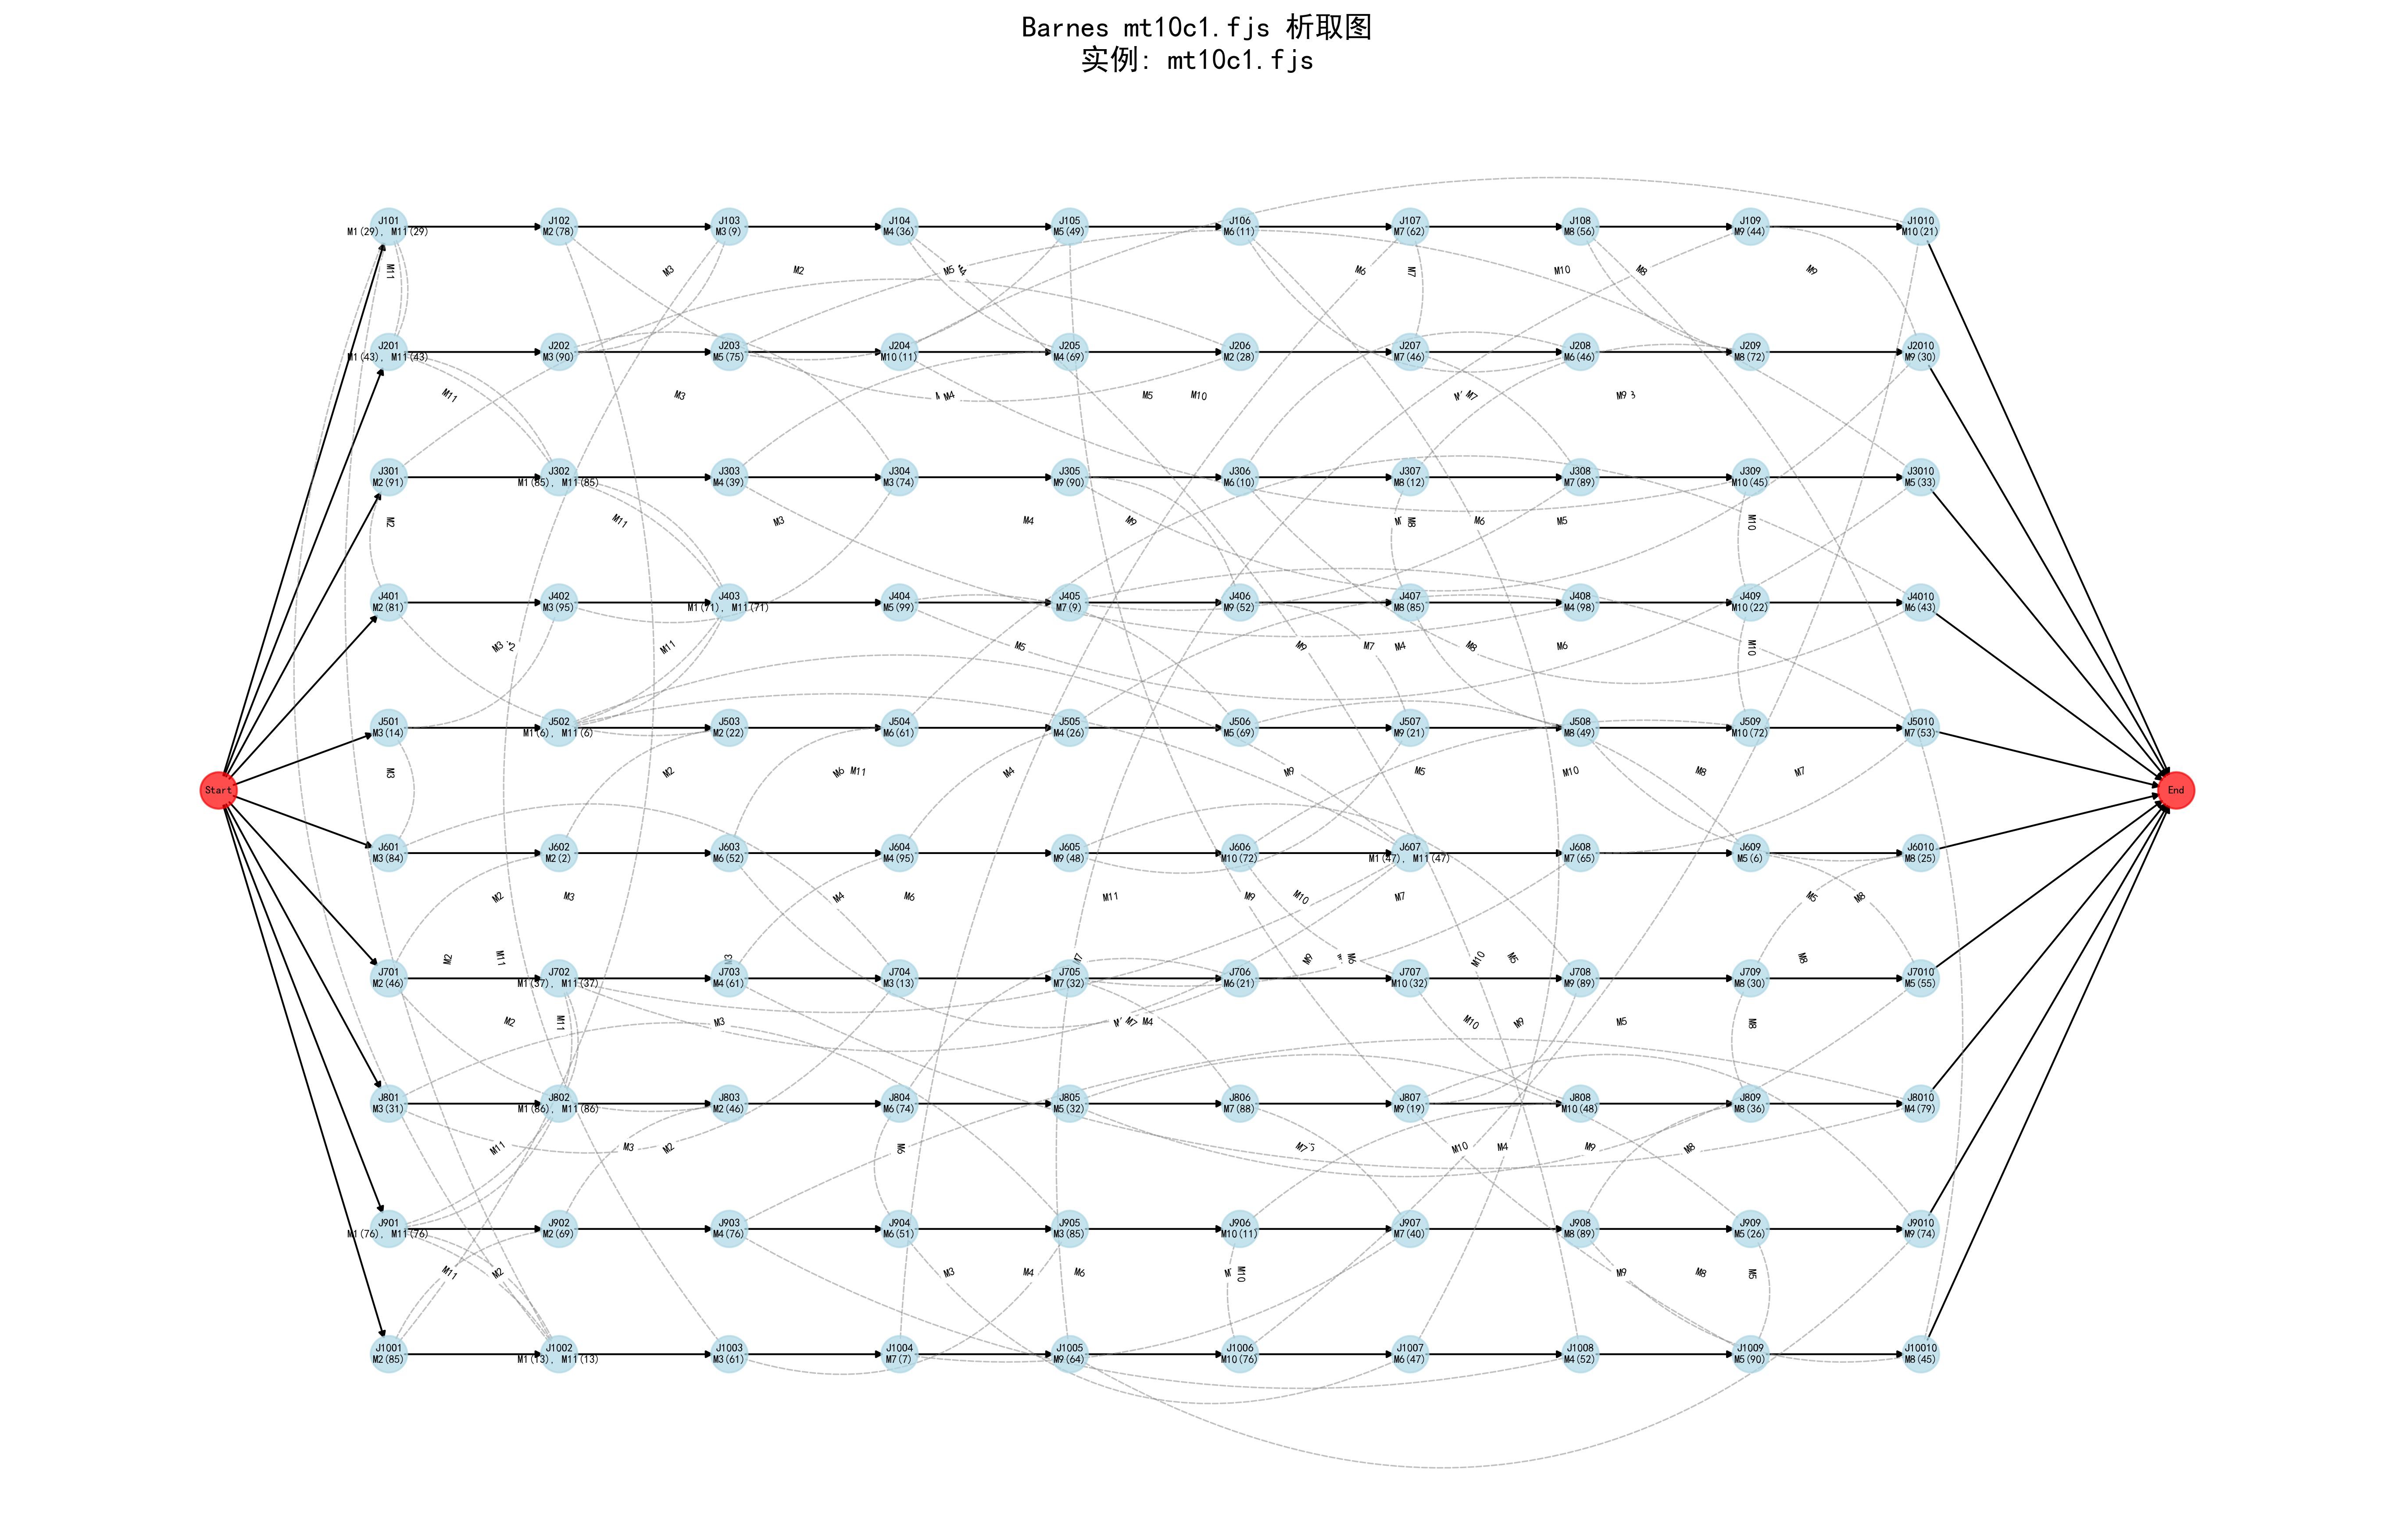 Barnes mt10c1.fjs 析取图
实例: mt10c1.fjs
J101
M1(29), M11(29)
J102
M2(78)
J103
M3(9)
J104
M4(36)
J105
M5(49)
J106
M6(11)
J107
M7(62)
J108
M8(56)
J109
M9(44)
J1010
M10(21)
M11
M3
M2
M5
M6
M7
M10
M8
M9
J201
M1(43), M11(43)
J202
M3(90)
J203
M5(75)
J204
M10(11)
J205
M4(69)
J206
M2(28)
J207
M7(46)
J208
M6(46)
J209
M8(72)
J2010
M9(30)
M11
M3
M4
M5
M10
M7
M9
J301
M2(91)
J302
M1(85), M11(85)
J303
M4(39)
J304
M3(74)
J305
M9(90)
J306
M6(10)
J307
M8(12)
J308
M7(89)
J309
M10(45)
J3010
M5(33)
M2
M11
M3
M4
M9
M8
M6
M5
M10
J401
M2(81)
J402
M3(95)
J403
M1(71), M11(71)
J404
M5(99)
J405
M7(9)
J406
M9(52)
J407
M8(85)
J408
M4(98)
J409
M10(22)
J4010
M6(43)
M3
M11
M5
M9
M7
M4
M8
M6
M10
J501
M3(14)
J502
M1(6), M11(6)
J503
M2(22)
J504
M6(61)
J505
M4(26)
J506
M5(69)
J507
M9(21)
J508
M8(49)
J509
M10(72)
J5010
M7(53)
M3
M2
M6
M11
M4
M9
M5
M10
M8
M7
Start
End
J601
M3(84)
J602
M2(2)
J603
M6(52)
J604
M4(95)
J605
M9(48)
J606
M10(72)
J607
M1(47), M11(47)
J608
M7(65)
J609
M5(6)
J6010
M8(25)
M2
M3
M4
M6
M11
M9
M10
M7
M5
M8
M2
M11
M9
M6
M10
M5
M8
J701
M2(46)
J702
M1(37), M11(37)
J703
M4(61)
J704
M3(13)
J705
M7(32)
J706
M6(21)
J707
M10(32)
J708
M9(89)
J709
M8(30)
J7010
M5(55)
M2
M11
M3
M7
M4
M10
M9
M5
M8
J801
M3(31)
J802
M1(86), M11(86)
J803
M2(46)
J804
M6(74)
J805
M5(32)
J806
M7(88)
J807
M9(19)
J808
M10(48)
J809
M8(36)
J8010
M4(79)
M11
M3
M2
M6
M7
M10
M4
M9
M8
J901
M1(76), M11(76)
J902
M2(69)
J903
M4(76)
J904
M6(51)
J905
M3(85)
J906
M10(11)
J907
M7(40)
J908
M8(89)
J909
M5(26)
J9010
M9(74)
M11
M2
M3
M4
M6
M10
M9
M8
M5
J1001
M2(85)
J1002
M1(13), M11(13)
J1003
M3(61)
J1004
M7(7)
J1005
M9(64)
J1006
M10(76)
J1007
M6(47)
J1008
M4(52)
J1009
M5(90)
J10010
M8(45)